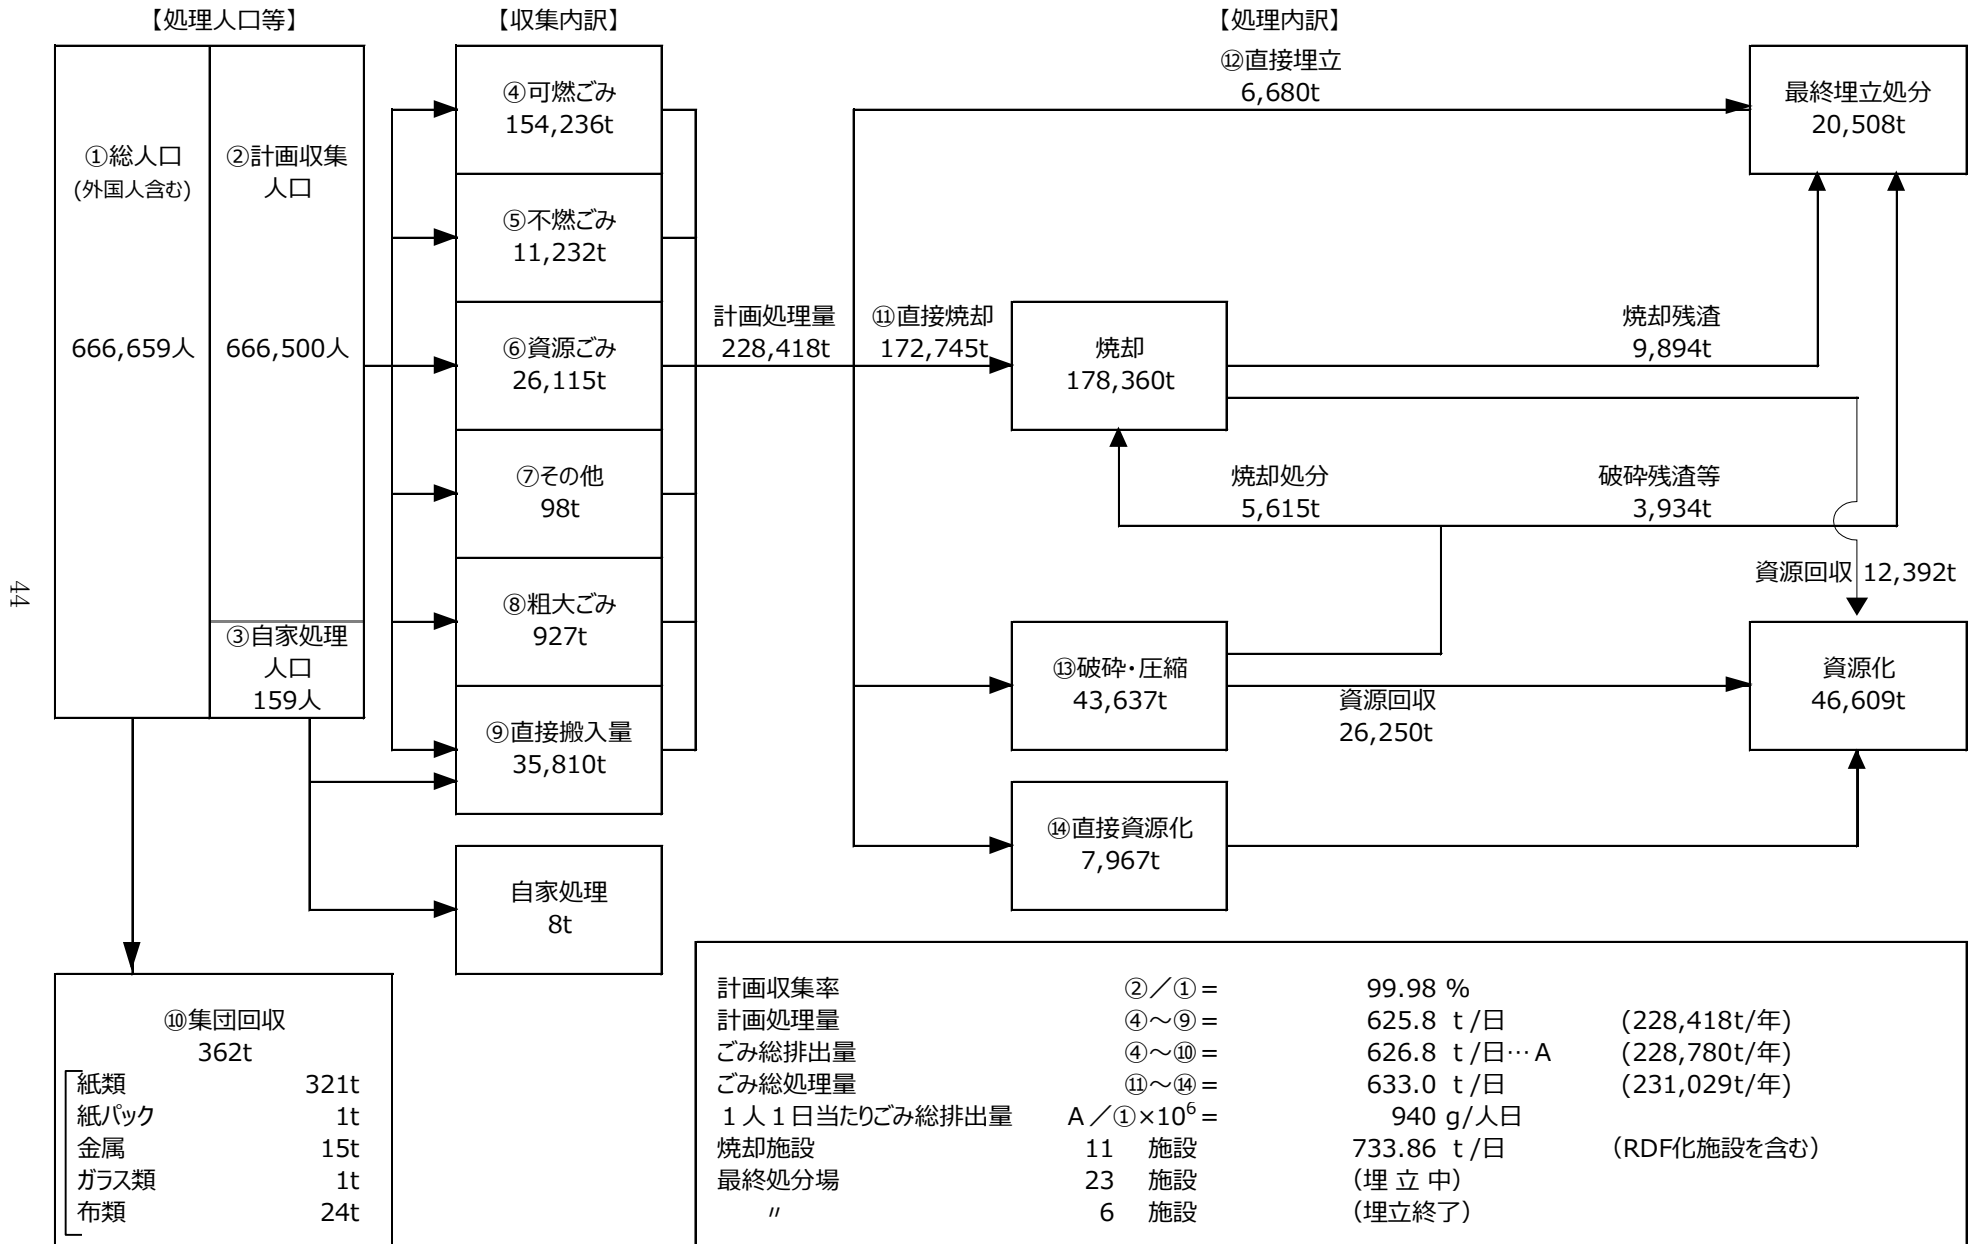 【処理人口等】
【収集内訳】
【処理内訳】
①総人口
(外国人含む)
666,659人
②計画収集
人口
666,500人
③自家処理
人口
159人
④可燃ごみ
154,236t
⑤不燃ごみ
11,232t
⑥資源ごみ
26,115t
⑦その他
98t
⑧粗大ごみ
927t
⑨直接搬入量
35,810t
自家処理
8t
計画処理量
228,418t
⑫直接埋立
6,680t
⑪直接焼却
172,745t
焼却
178,360t
焼却残渣
9,894t
最終埋立処分
20,508t
焼却処分
5,615t
破砕残渣等
3,934t
資源回収 12,392t
⑬破砕・圧縮
43,637t
資源回収
26,250t
資源化
46,609t
⑭直接資源化
7,967t
44
⑩集団回収
362t
紙類 321t
紙パック 1t
金属 15t
ガラス類 1t
布類 24t
計画収集率 ②／①＝ 99.98 %
計画処理量 ④～⑨＝ 625.8 ｔ/日 (228,418t/年)
ごみ総排出量 ④～⑩＝ 626.8 ｔ/日…A (228,780t/年)
ごみ総処理量 ⑪～⑭＝ 633.0 ｔ/日 (231,029t/年)
１人１日当たりごみ総排出量 A／①×10⁶＝ 940 g/人日
焼却施設 11 施設 733.86 ｔ/日 （RDF化施設を含む）
最終処分場 23 施設 （埋 立 中）
〃 6 施設 （埋立終了）